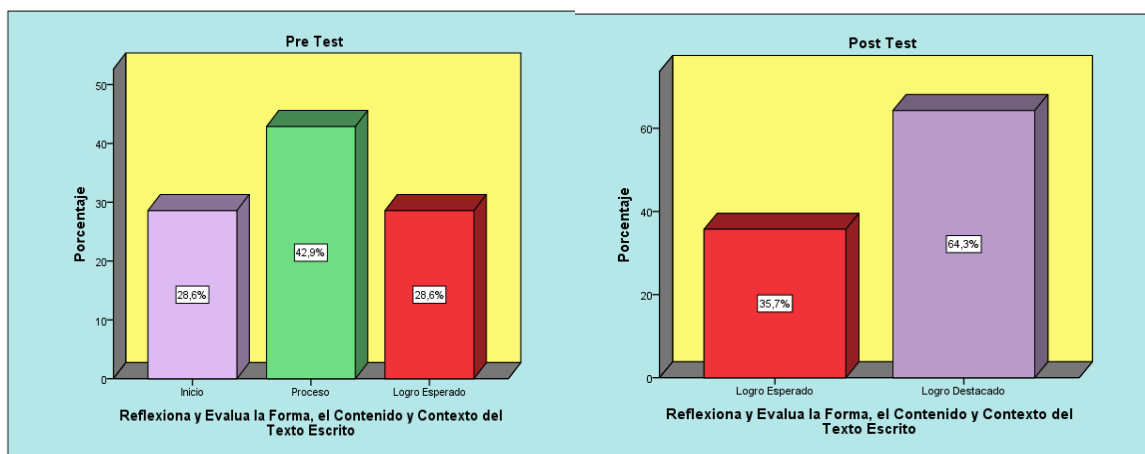 Pre Test
Porcentaje
50
40
30
20
10
0
28,6%
42,9%
28,6%
Inicio
Proceso
Logro Esperado
Reflexiona y Evalua la Forma, el Contenido y Contexto del
Texto Escrito
Post Test
Porcentaje
60
40
20
0
35,7%
64,3%
Logro Esperado
Logro Destacado
Reflexiona y Evalua la Forma, el Contenido y Contexto del
Texto Escrito